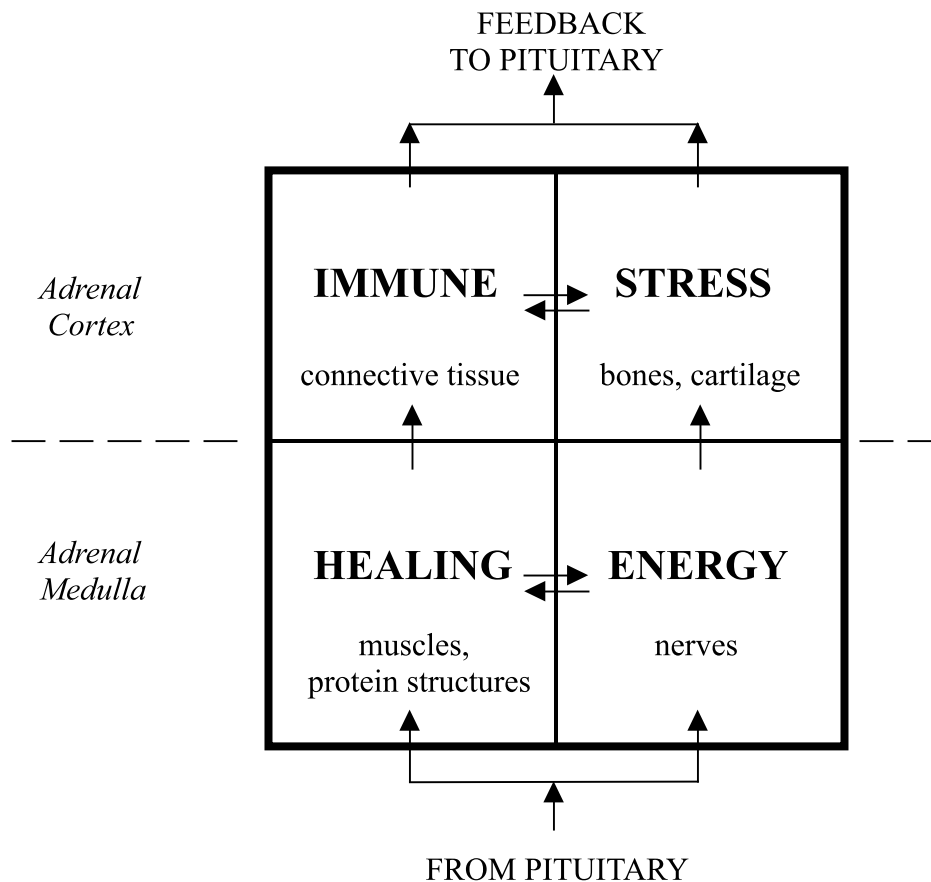 FEEDBACK
TO PITUITARY
Adrenal
Cortex
IMMUNE
STRESS
connective tissue
bones, cartilage
Adrenal
Medulla
HEALING
ENERGY
muscles,
protein structures
nerves
FROM PITUITARY